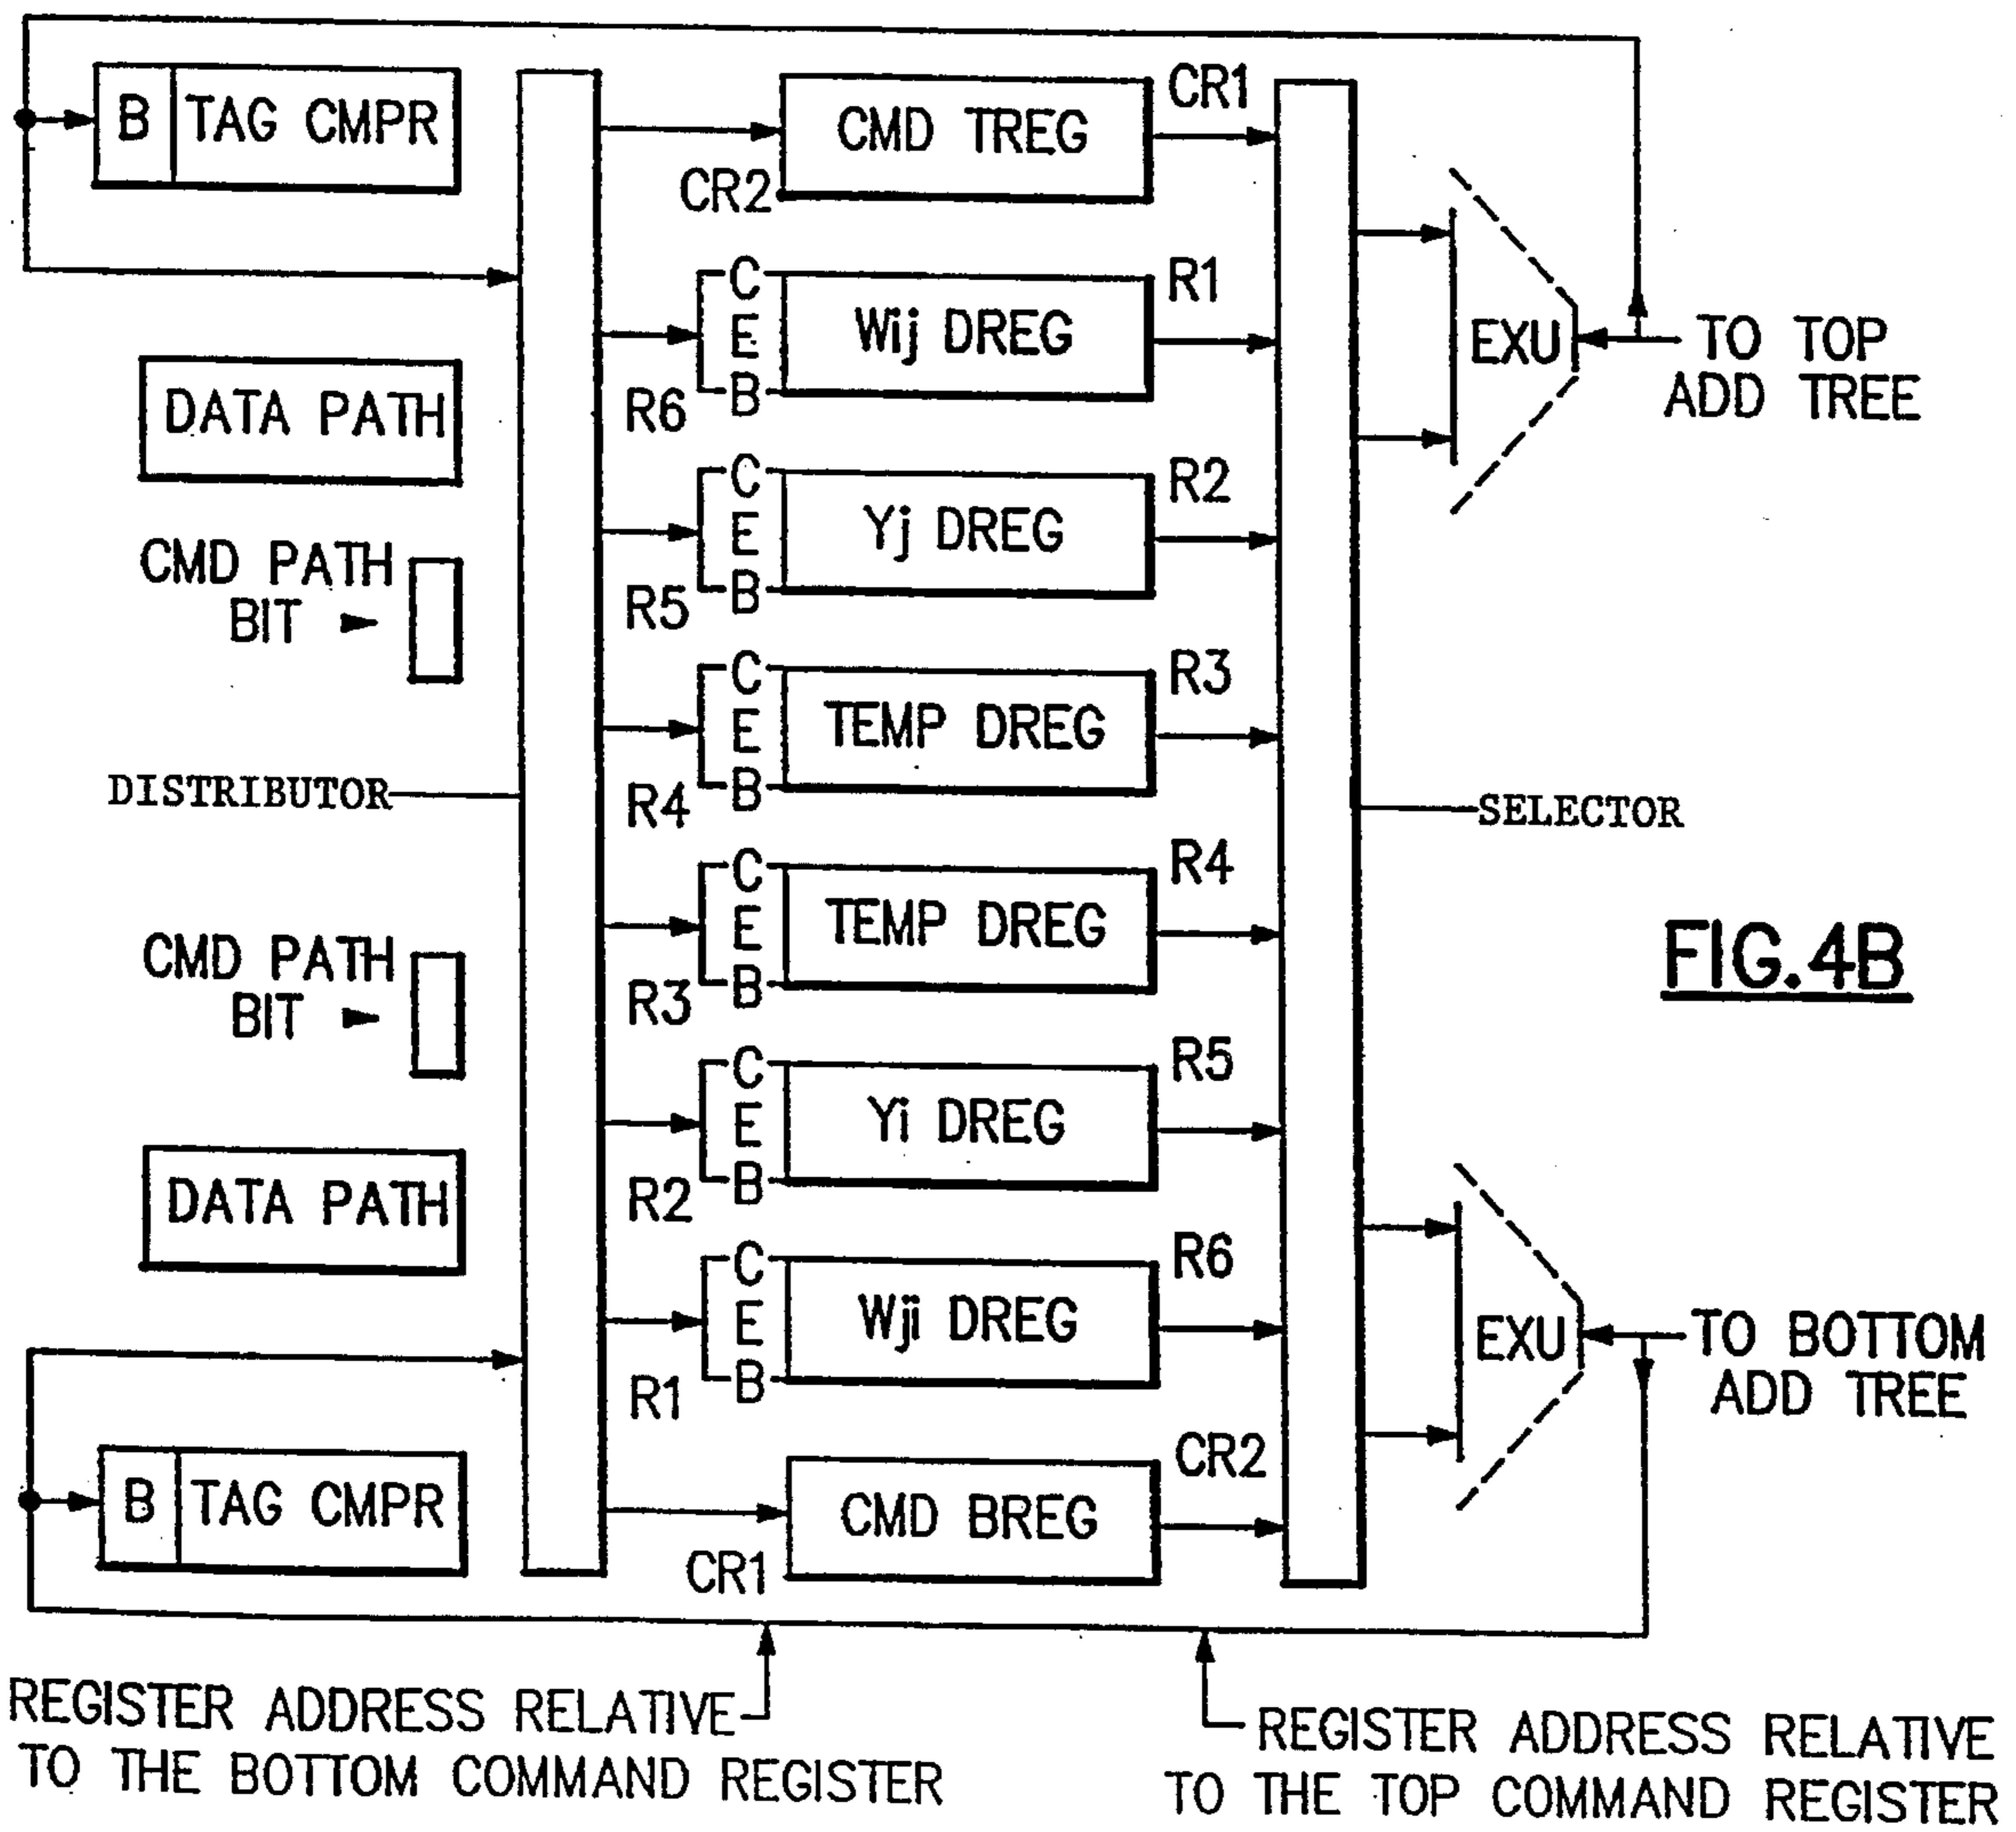 B TAG CMPR
CMD TREG
CR1
CR2
C
E
B
Wij DREG
R1
R6
EXU
TO TOP
ADD TREE
DATA PATH
C
E
B
Yj DREG
R2
R5
CMD PATH
BIT
C
E
B
TEMP DREG
R3
R4
DISTRIBUTOR
SELECTOR
C
E
B
TEMP DREG
R4
R3
CMD PATH
BIT
FIG.4B
C
E
B
Yi DREG
R5
R2
DATA PATH
C
E
B
Wji DREG
R6
R1
EXU
TO BOTTOM
ADD TREE
B TAG CMPR
CMD BREG
CR2
CR1
REGISTER ADDRESS RELATIVE
TO THE BOTTOM COMMAND REGISTER
REGISTER ADDRESS RELATIVE
TO THE TOP COMMAND REGISTER